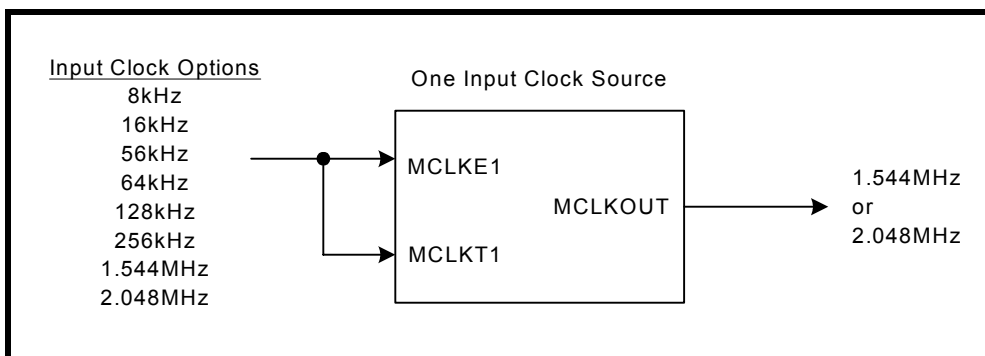 Input Clock Options
8kHz
16kHz
56kHz
64kHz
128kHz
256kHz
1.544MHz
2.048MHz
One Input Clock Source
MCLKE1
MCLKT1
MCLKOUT
1.544MHz
or
2.048MHz